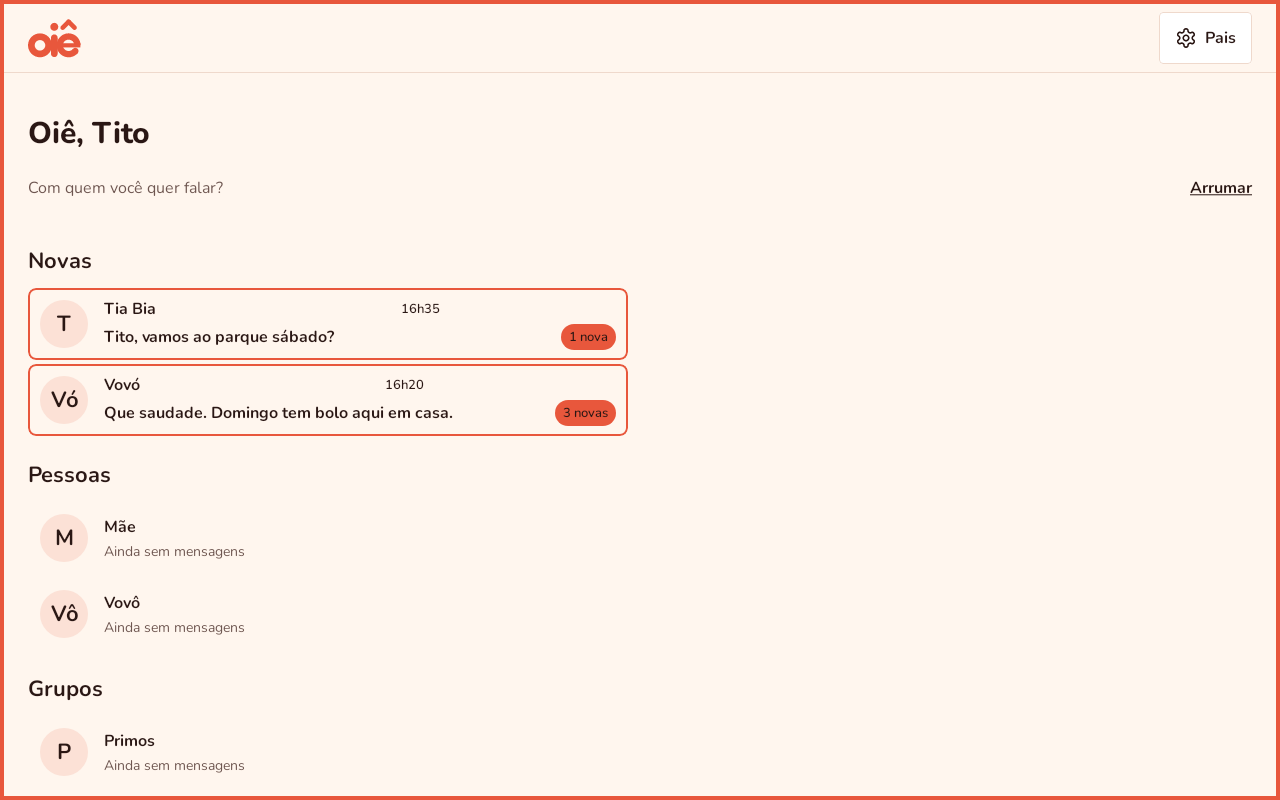 oiê
Pais
Oiê, Tito
Com quem você quer falar?
Arrumar
Novas
T
Tia Bia
16h35
Tito, vamos ao parque sábado?
1 nova
Vó
Vovó
16h20
Que saudade. Domingo tem bolo aqui em casa.
3 novas
Pessoas
M
Mãe
Ainda sem mensagens
Vô
Vovô
Ainda sem mensagens
Grupos
P
Primos
Ainda sem mensagens